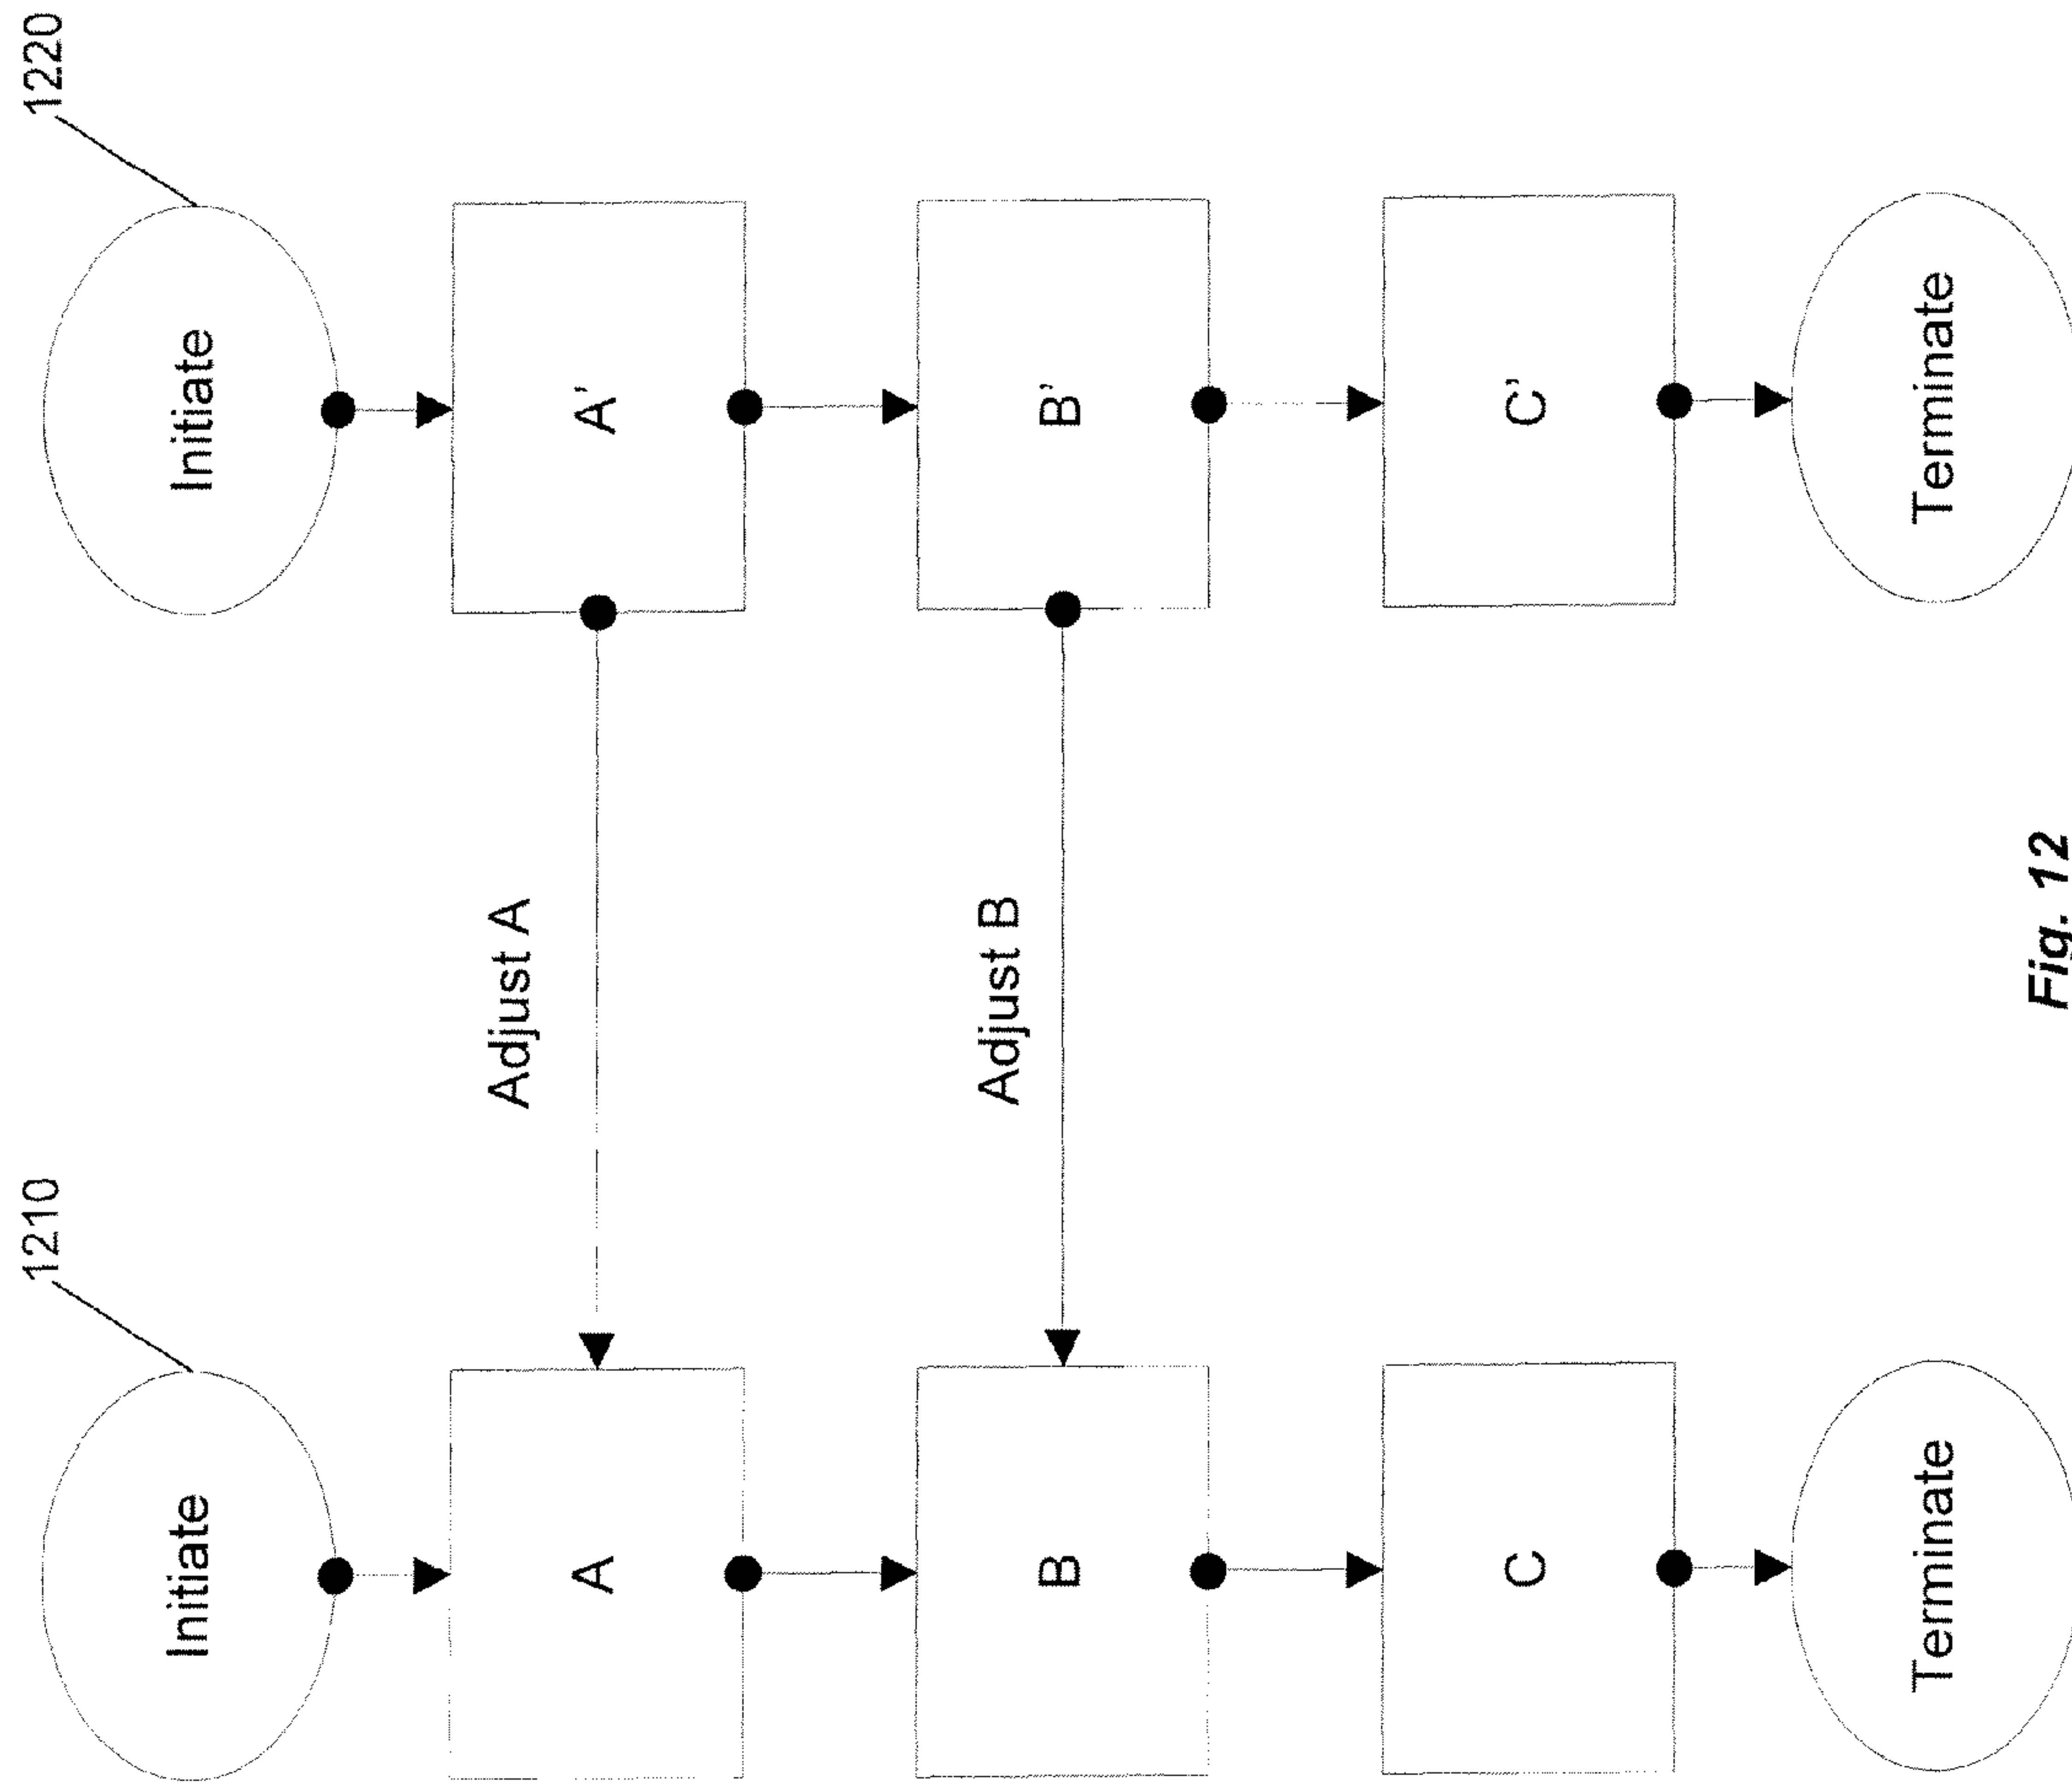 1210
1220
Initiate
Initiate
A
Adjust A
A'
B
Adjust B
B'
C
C'
Terminate
Terminate
Fig. 12